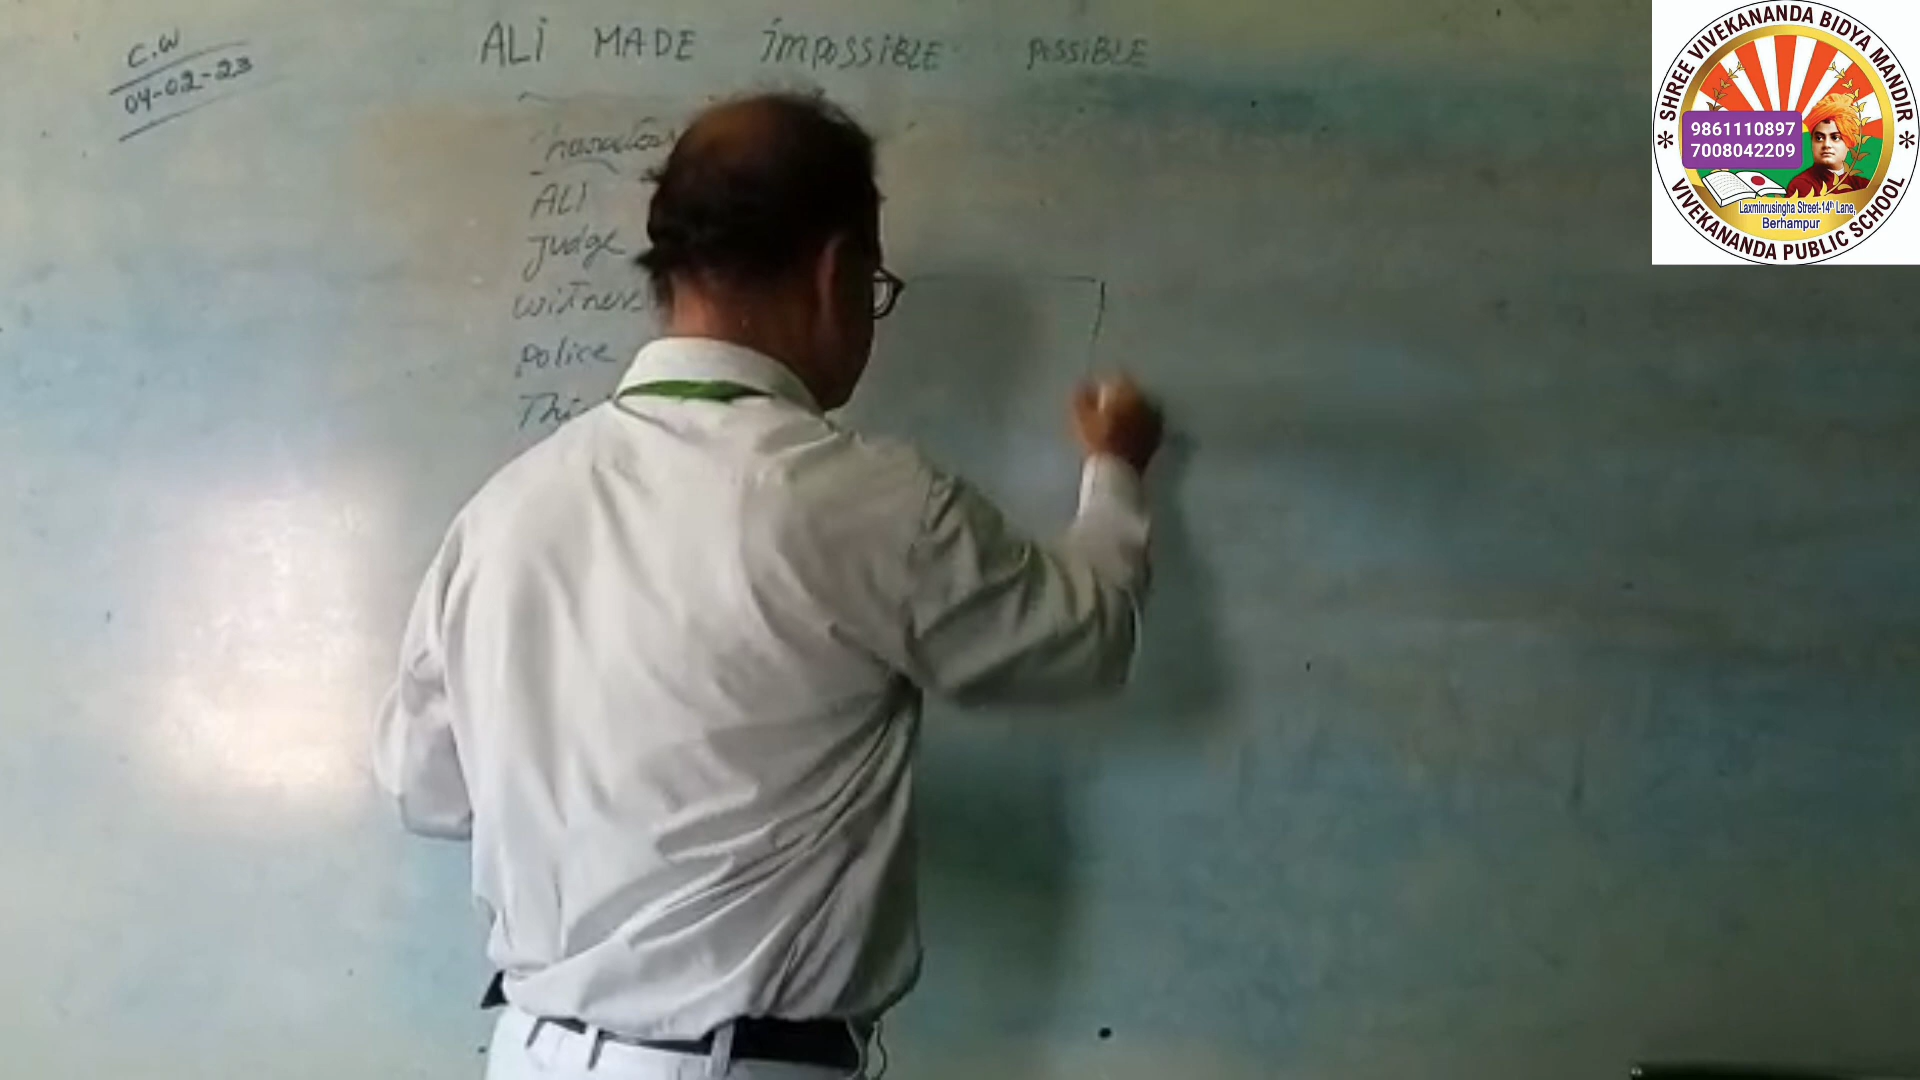 C.W
04-02-23
ALi MADE impossiBLE possiBLE
ALI
Judge
witness
police
SHREE VIVEKANANDA BIDYA MANDIR
9861110897
7008042209
Laxminrusingha Street-14th Lane,
Berhampur
VIVEKANANDA PUBLIC SCHOOL